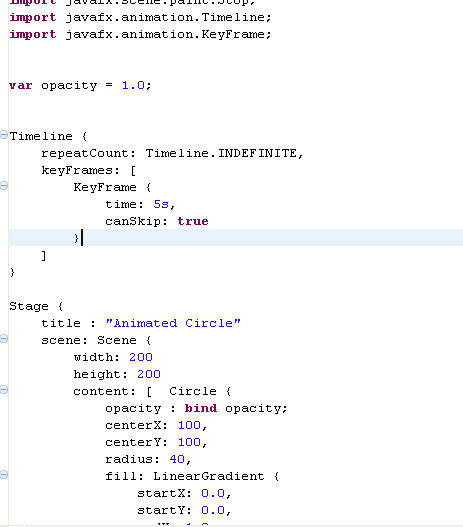 import javafx.scene.paint.Stop;
import javafx.animation.Timeline;
import javafx.animation.KeyFrame;
var opacity = 1.0;
Timeline {
repeatCount: Timeline.INDEFINITE,
keyFrames: [
KeyFrame {
time: 5s,
canSkip: true
}
]
}
Stage {
title : "Animated Circle"
scene: Scene {
width: 200
height: 200
content: [  Circle {
opacity : bind opacity;
centerX: 100,
centerY: 100,
radius: 40,
fill: LinearGradient {
startX: 0.0,
startY: 0.0,